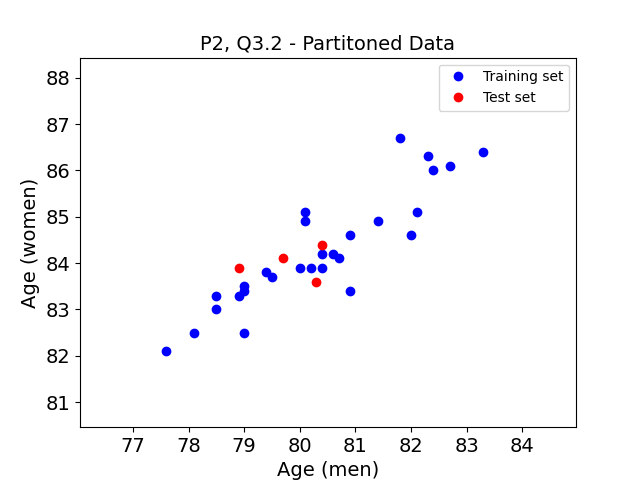 P2, Q3.2 - Partitoned Data
Training set
Test set
88
87
86
85
84
83
82
81
Age (women)
77 78 79 80 81 82 83 84
Age (men)